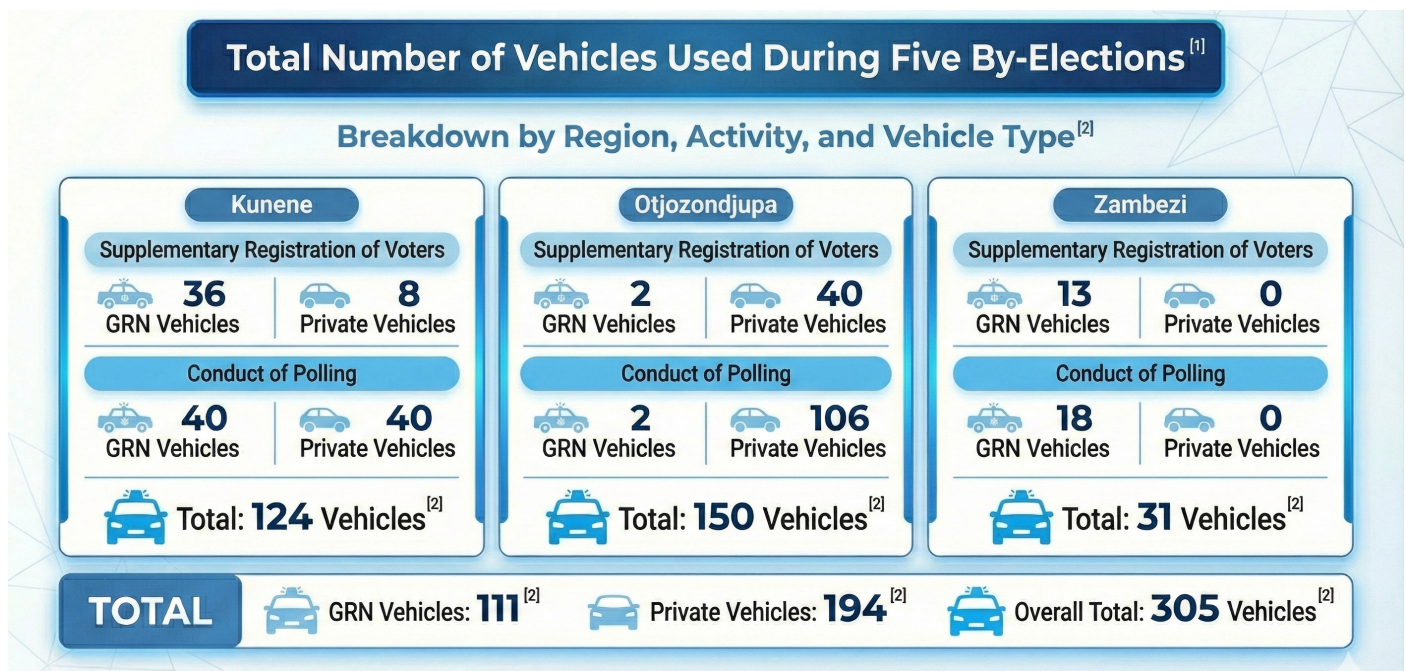 Total Number of Vehicles Used During Five By-Elections[1]
Breakdown by Region, Activity, and Vehicle Type[2]
Kunene
Supplementary Registration of Voters
36
GRN Vehicles
8
Private Vehicles
Conduct of Polling
40
GRN Vehicles
40
Private Vehicles
Total: 124 Vehicles[2]
Otjozondjupa
Supplementary Registration of Voters
2
GRN Vehicles
40
Private Vehicles
Conduct of Polling
2
GRN Vehicles
106
Private Vehicles
Total: 150 Vehicles[2]
Zambezi
Supplementary Registration of Voters
13
GRN Vehicles
0
Private Vehicles
Conduct of Polling
18
GRN Vehicles
0
Private Vehicles
Total: 31 Vehicles[2]
TOTAL
GRN Vehicles: 111[2]
Private Vehicles: 194[2]
Overall Total: 305 Vehicles[2]